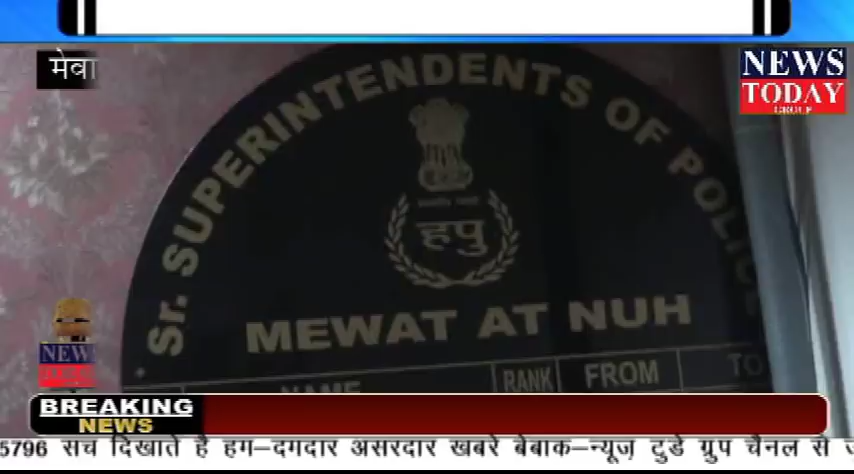 मेवा
NEWS
TODAY
GROUP
Sr. SUPERINTENDENTS OF POLICE
हपु
MEWAT AT NUH
NAME RANK FROM TO
NEW
BREAKING
NEWS
5796 सच दिखाते है हम–दमदार असरदार खबरे बेबाक–न्यूज़ टुडे ग्रुप चैनल से